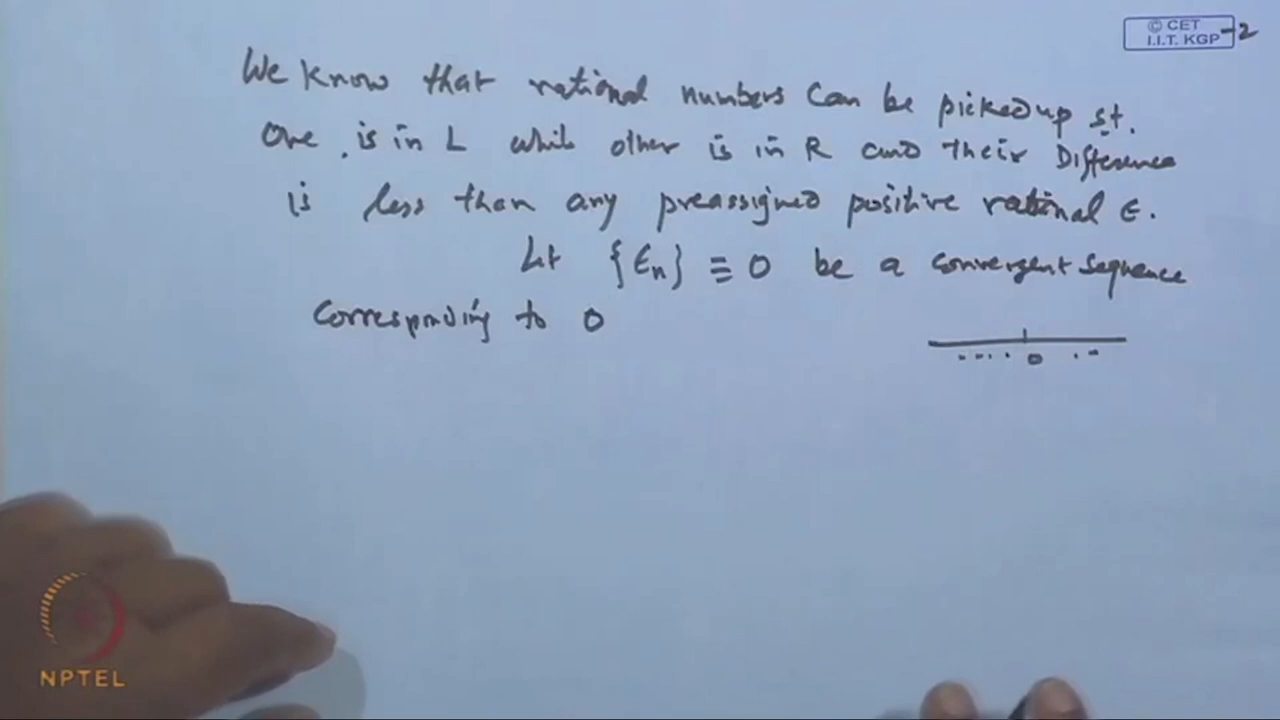 © CET
I.I.T. KGP -2
We know that rational numbers can be picked up s.t.
One is in L while other is in R and their Difference
is less than any preassigned positive rational ϵ.
Let {ϵn} ≡ 0 be a convergent sequence
Corresponding to 0
0
NPTEL